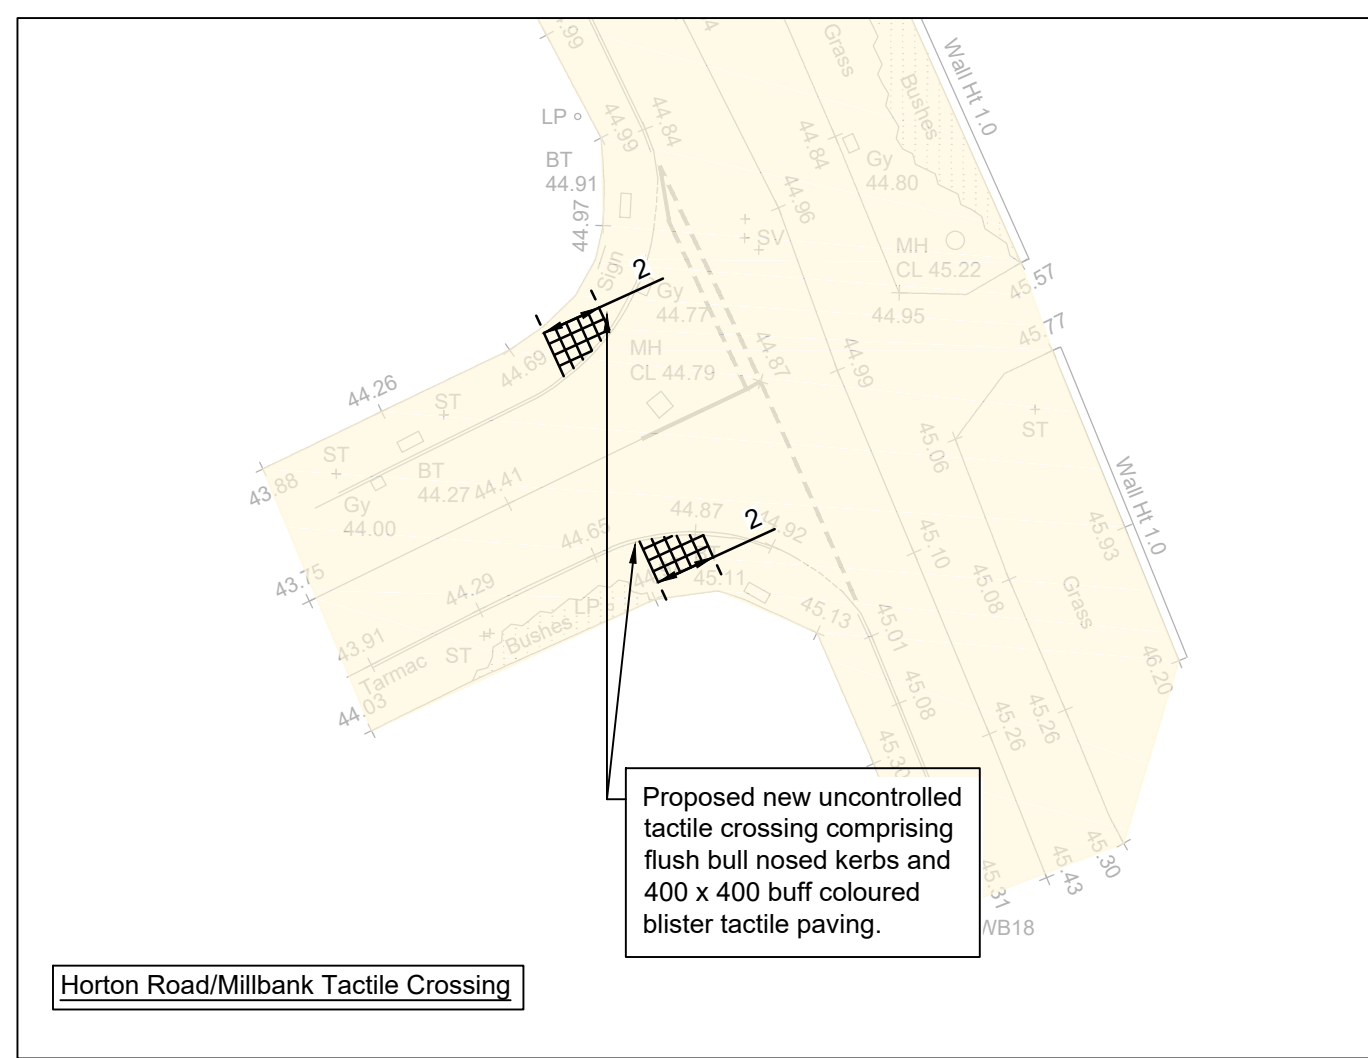 .99
4
Grass
Wall Ht 1.0
Bushes
LP
44.99
44.84
44.84
BT
44.91
Gy
44.80
44.97
44.96
SV
MH
CL 45.22
Sign
2
45.57
Gy
44.77
44.95
45.77
MH
CL 44.79
44.87
44.99
44.69
44.26
ST
ST
45.06
ST
BT
44.27
44.41
43.88
Gy
44.00
Wall Ht 1.0
44.87
2
44.92
45.93
44.65
45.10
43.75
44.29
44
45.11
45.08
Grass
LP
Bushes
45.13
45.01
43.91
ST
Tarmac
46.20
44.03
45.08
45.26
45.26
45.30
Proposed new uncontrolled
tactile crossing comprising
flush bull nosed kerbs and
400 x 400 buff coloured
blister tactile paving.
45.30
45.43
45.31
WB18
Horton Road/Millbank Tactile Crossing